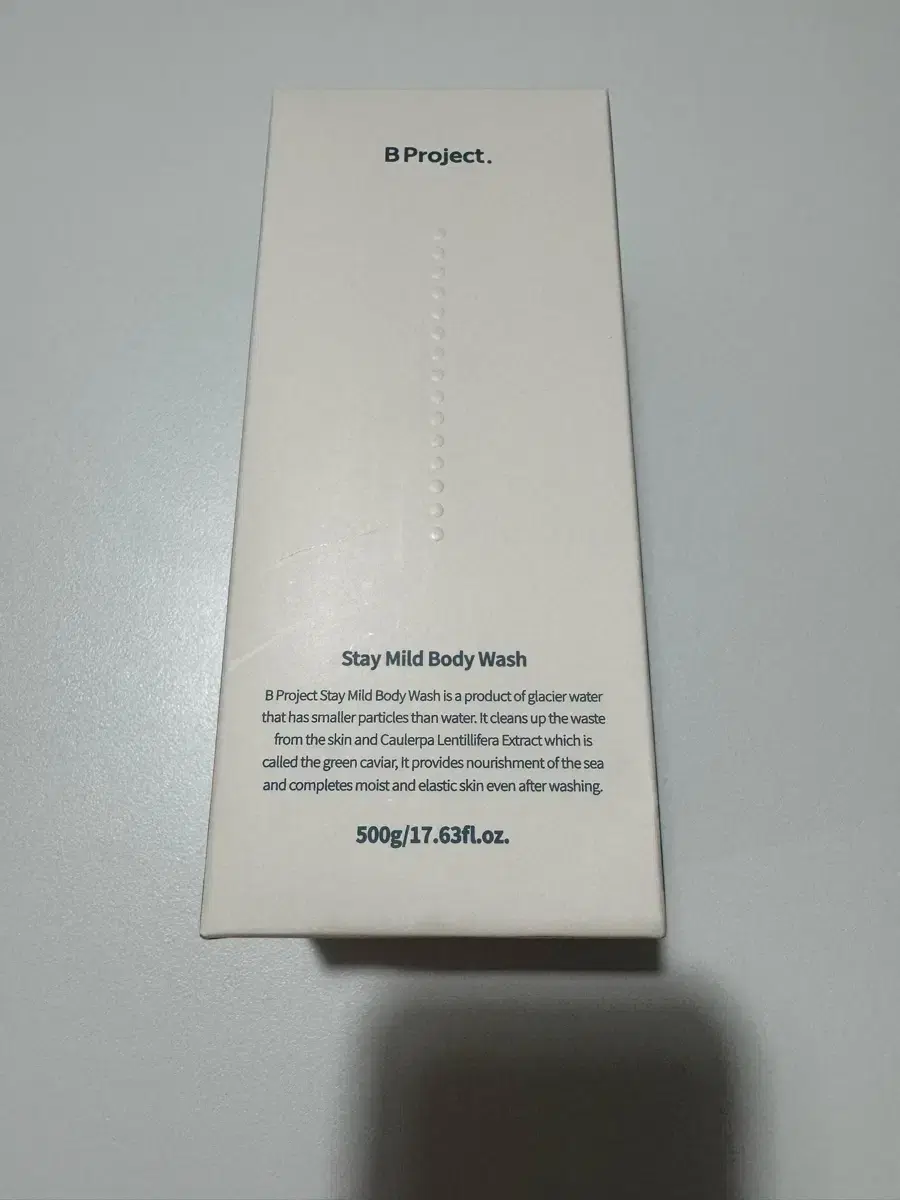 B Project.
Stay Mild Body Wash
B Project Stay Mild Body Wash is a product of glacier water
that has smaller particles than water. It cleans up the waste
from the skin and Caulerpa Lentillifera Extract which is
called the green caviar, It provides nourishment of the sea
and completes moist and elastic skin even after washing.
500g/17.63fl.oz.